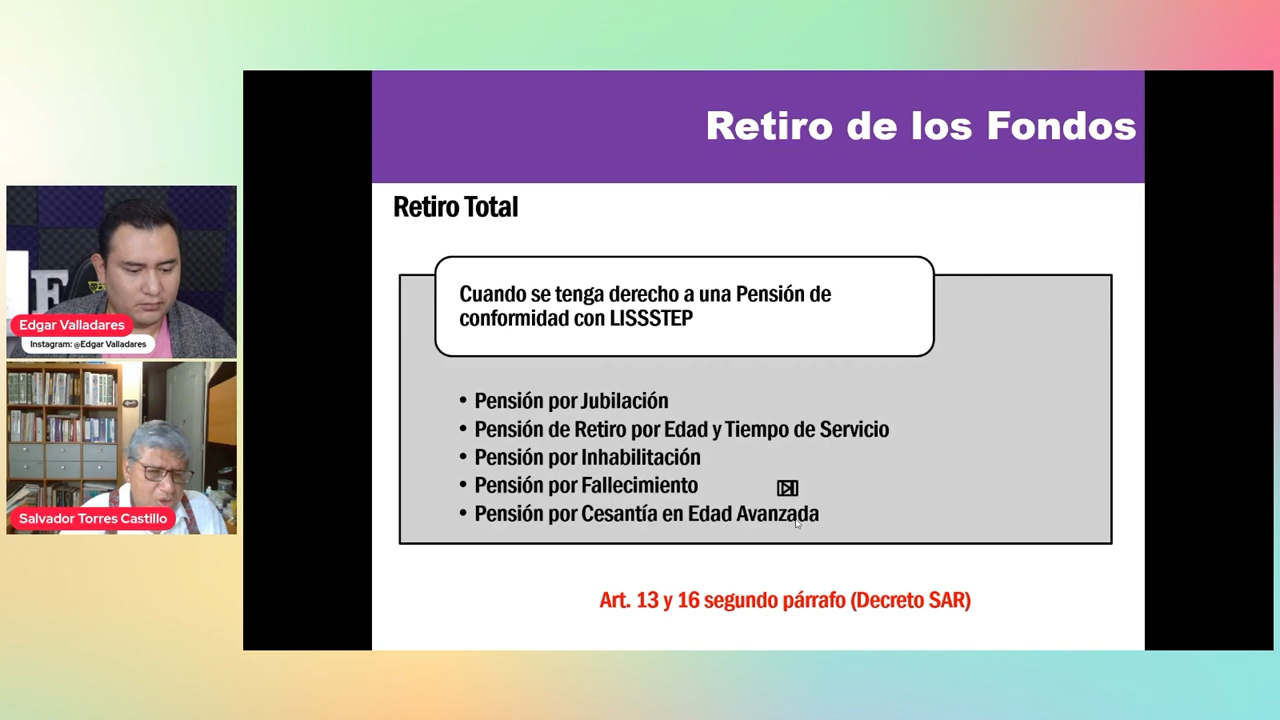 Retiro de los Fondos
Retiro Total
Cuando se tenga derecho a una Pensión de
conformidad con LISSSTEP
• Pensión por Jubilación
• Pensión de Retiro por Edad y Tiempo de Servicio
• Pensión por Inhabilitación
• Pensión por Fallecimiento
• Pensión por Cesantía en Edad Avanzada
Art. 13 y 16 segundo párrafo (Decreto SAR)
E
Edgar Valladares
Instagram: @Edgar Valladares
Salvador Torres Castillo